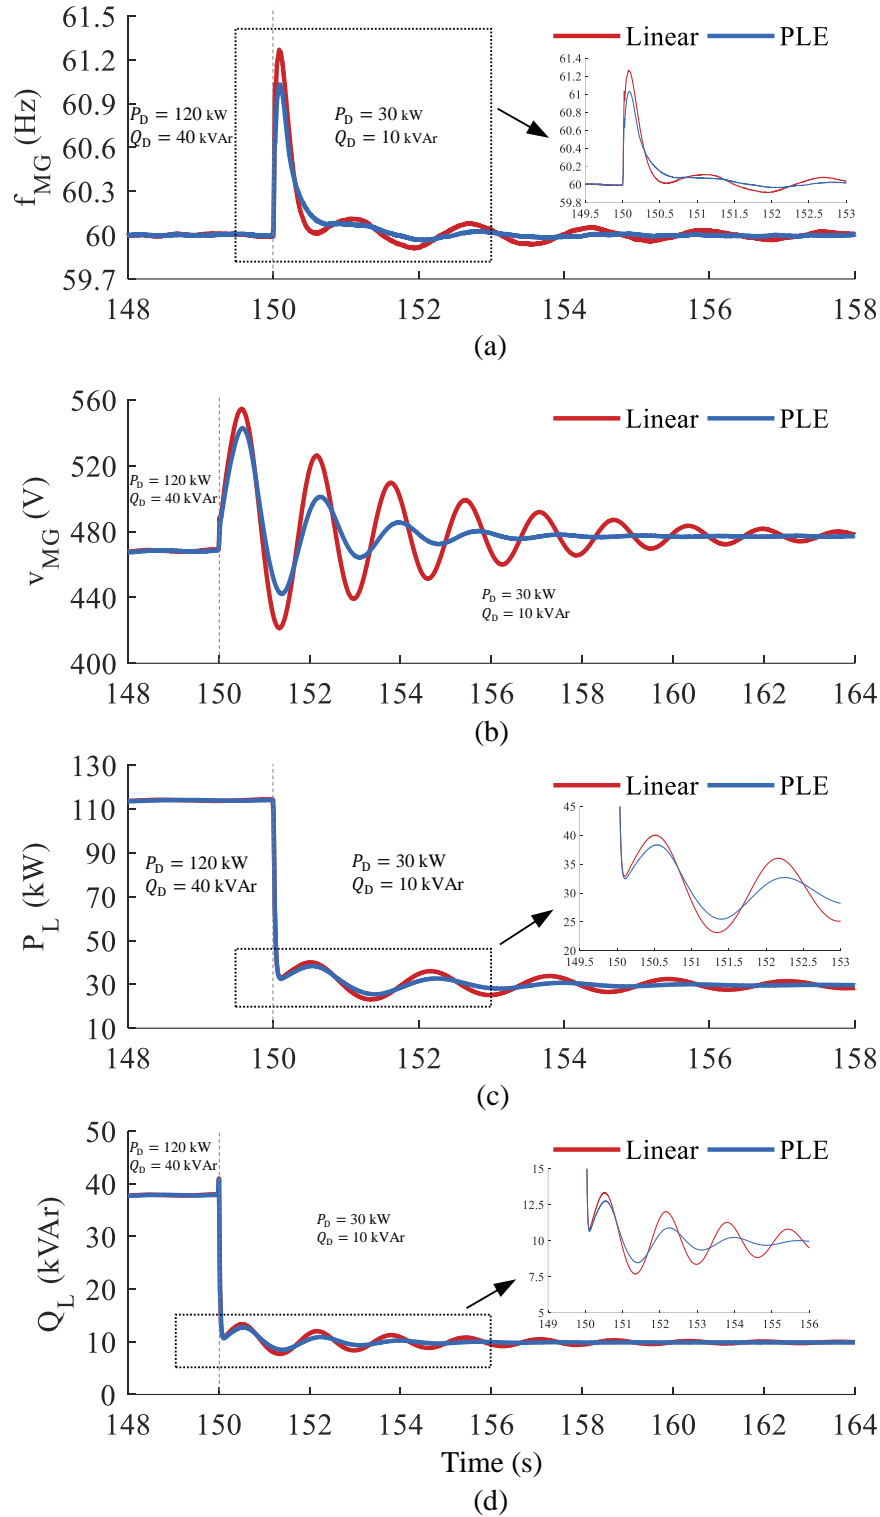 Linear PLE
f_MG (Hz)
61.5
61.2
60.9
60.6
60.3
60
59.7
P_D = 120 kW
Q_D = 40 kVAr
P_D = 30 kW
Q_D = 10 kVAr
61.4
61.2
61
60.8
60.6
60.4
60.2
60
59.8
149.5 150 150.5 151 151.5 152 152.5 153
148 150 152 154 156 158
(a)
Linear PLE
v_MG (V)
560
520
480
440
400
P_D = 120 kW
Q_D = 40 kVAr
P_D = 30 kW
Q_D = 10 kVAr
148 150 152 154 156 158 160 162 164
(b)
Linear PLE
P_L (kW)
130
110
90
70
50
30
10
P_D = 120 kW
Q_D = 40 kVAr
P_D = 30 kW
Q_D = 10 kVAr
45
40
35
30
25
20
149.5 150 150.5 151 151.5 152 152.5 153
148 150 152 154 156 158
(c)
Linear PLE
Q_L (kVAr)
50
40
30
20
10
0
P_D = 120 kW
Q_D = 40 kVAr
P_D = 30 kW
Q_D = 10 kVAr
15
12.5
10
7.5
5
149 150 151 152 153 154 155 156
148 150 152 154 156 158 160 162 164
Time (s)
(d)